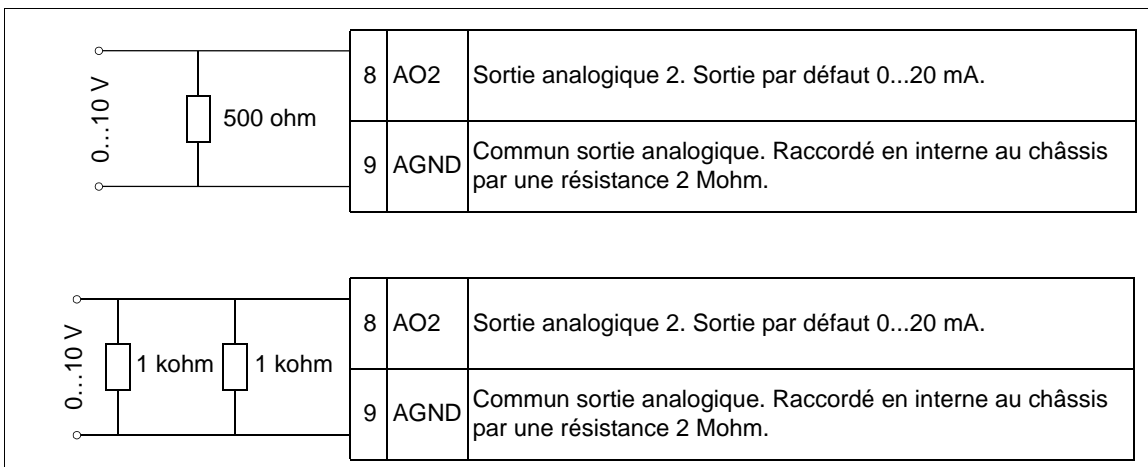 0...10 V
500 ohm
8 AO2 Sortie analogique 2. Sortie par défaut 0...20 mA.
9 AGND Commun sortie analogique. Raccordé en interne au châssis
par une résistance 2 Mohm.
0...10 V
1 kohm 1 kohm
8 AO2 Sortie analogique 2. Sortie par défaut 0...20 mA.
9 AGND Commun sortie analogique. Raccordé en interne au châssis
par une résistance 2 Mohm.